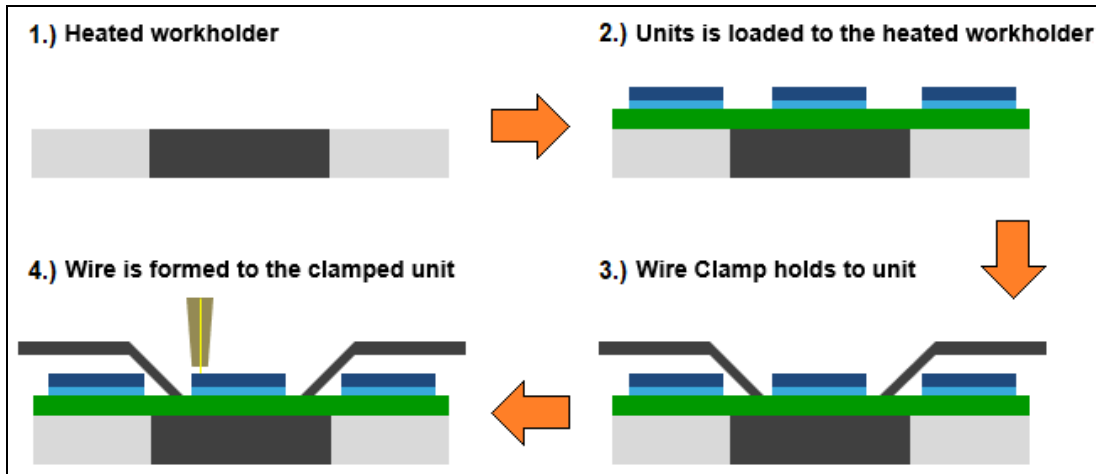 1.) Heated workholder
2.) Units is loaded to the heated workholder
3.) Wire Clamp holds to unit
4.) Wire is formed to the clamped unit